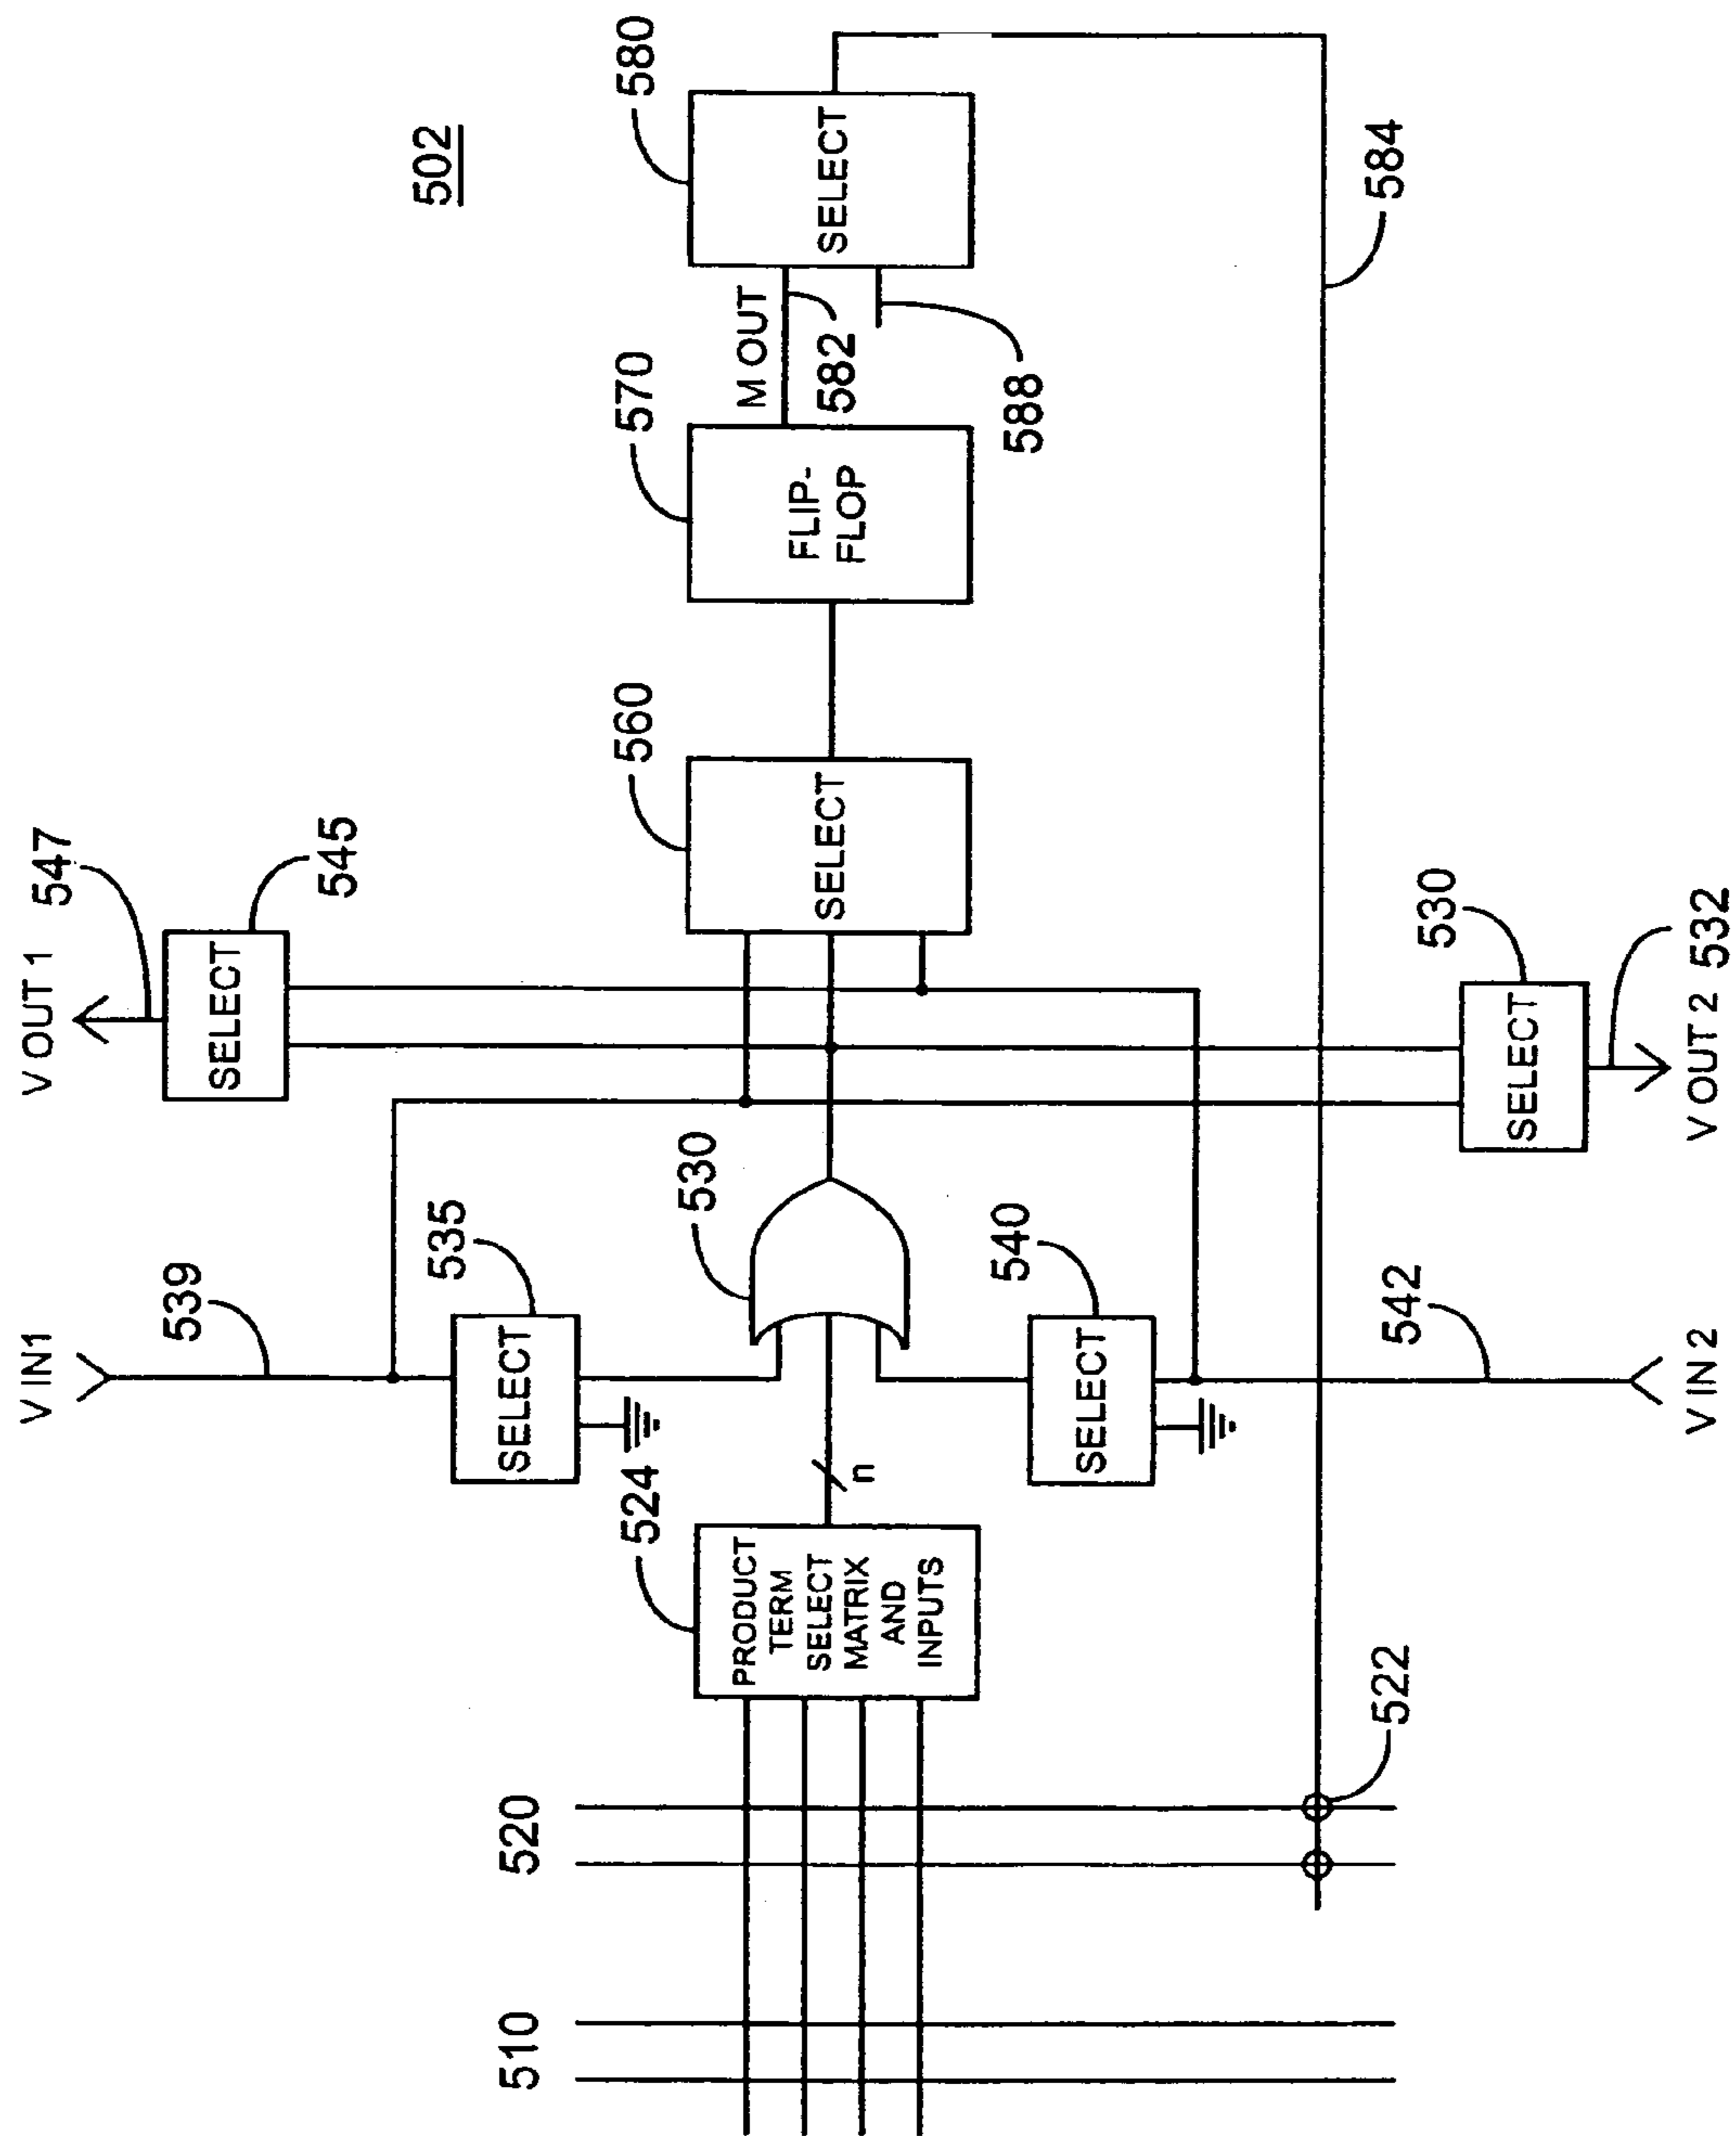 502
V IN1
539
535
SELECT
V OUT 1
547
545
SELECT
510
520
524
PRODUCT
TERM
SELECT
MATRIX
AND
INPUTS
n
530
560
SELECT
570
FLIP-
FLOP
M OUT
582
588
580
SELECT
540
SELECT
542
V IN 2
530
SELECT
532
V OUT 2
522
584